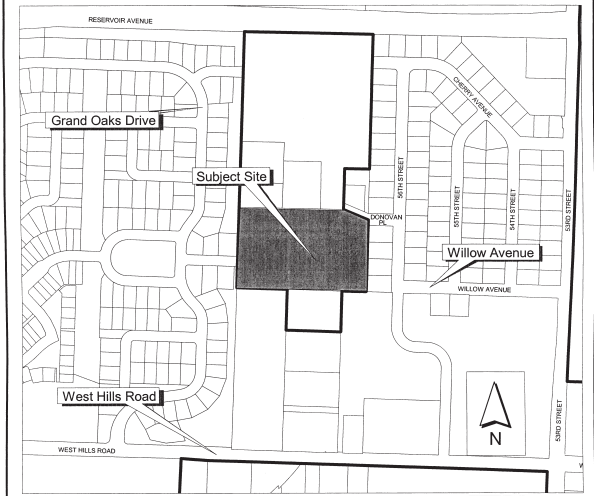 RESERVOIR AVENUE
CHERRY AVENUE
Grand Oaks Drive
Subject Site
56TH STREET
55TH STREET
54TH STREET
53RD STREET
DONOVAN
PL
Willow Avenue
WILLOW AVENUE
West Hills Road
53RD STREET
N
WEST HILLS ROAD
W